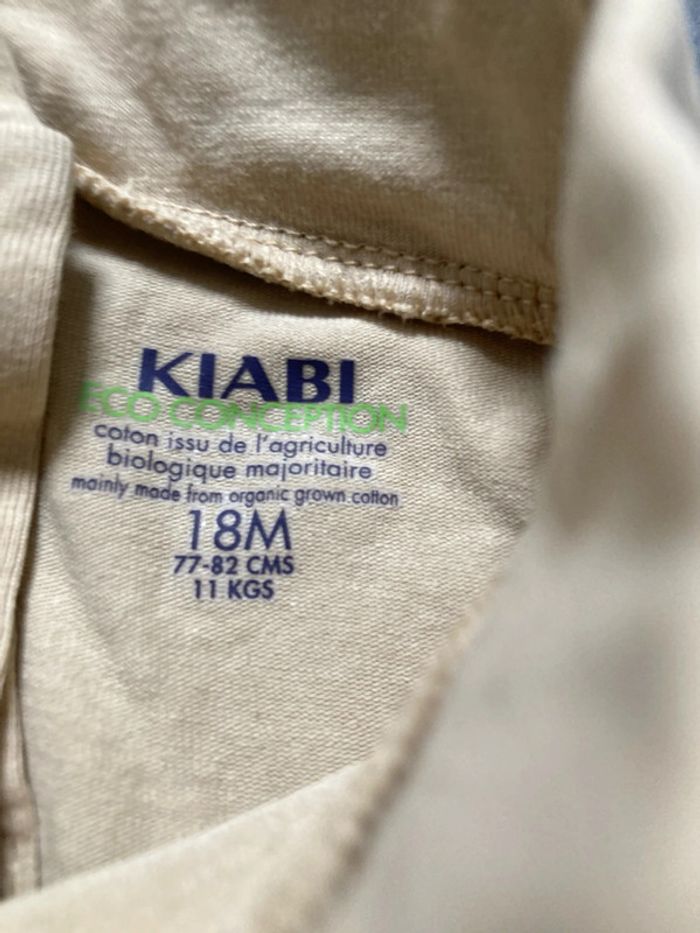 KIABI
ECO CONCEPTION
coton issu de l'agriculture
biologique majoritaire
mainly made from organic grown cotton
18M
77-82 CMS
11 KGS